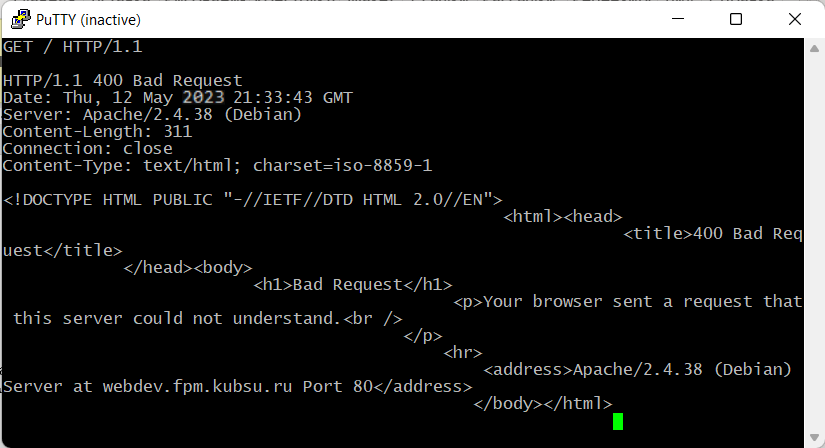 PuTTY (inactive)
GET / HTTP/1.1
HTTP/1.1 400 Bad Request
Date: Thu, 12 May 2023 21:33:43 GMT
Server: Apache/2.4.38 (Debian)
Content-Length: 311
Connection: close
Content-Type: text/html; charset=iso-8859-1
<!DOCTYPE HTML PUBLIC "-//IETF//DTD HTML 2.0//EN">
<html><head>
<title>400 Bad Req
uest</title>
</head><body>
<h1>Bad Request</h1>
<p>Your browser sent a request that
this server could not understand.<br />
</p>
<hr>
<address>Apache/2.4.38 (Debian)
Server at webdev.fpm.kubsu.ru Port 80</address>
</body></html>